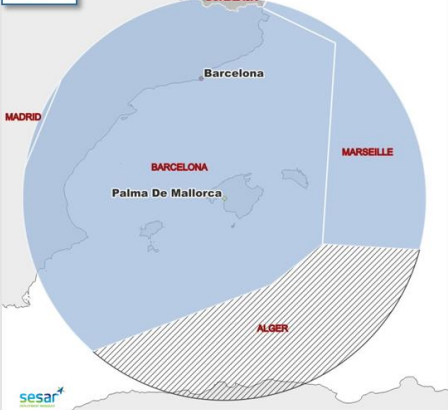 Barcelona
MADRID
MARSEILLE
BARCELONA
Palma De Mallorca
ALGER
sesar